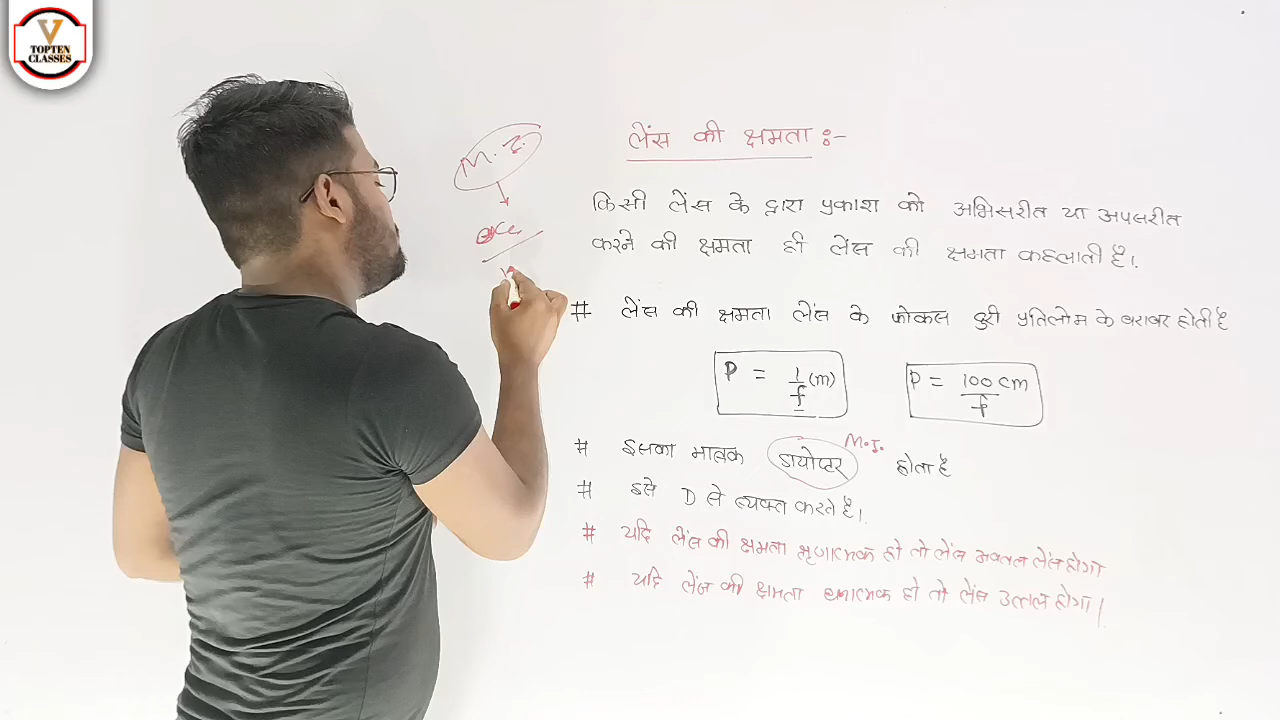 V
TOPTEN
CLASSES
M. I.
लेंस की क्षमता :-
किसी लेंस के द्वारा प्रकाश को अभिसरीत या अपसरीत
करने की क्षमता ही लेंस की क्षमता कहलाती है।
# लेंस की क्षमता लेंस के फोकस दुरी प्रतिलोम के बराबर होती है
P = 1/f (m)
P = 100 cm/f
# इसका मात्रक डायोप्टर M.I. होता है
# इसे D से व्यक्त करते है।
# यदि लेंस की क्षमता ऋणात्मक हो तो लेंस अवतल लेंस होगा
# यदि लेंस की क्षमता धनात्मक हो तो लेंस उत्तल होगा।